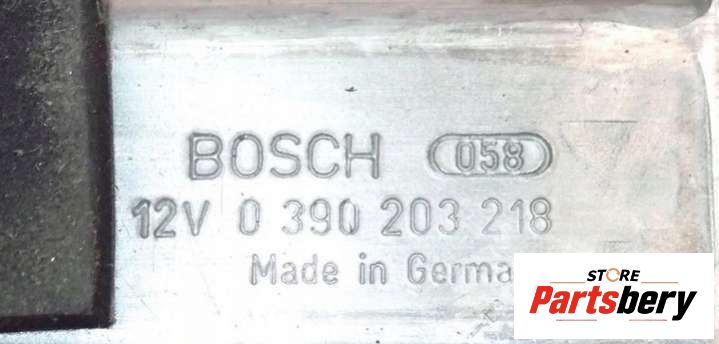 BOSCH 058
12V 0 390 203 218
Made in Germa
STORE
Partsbery